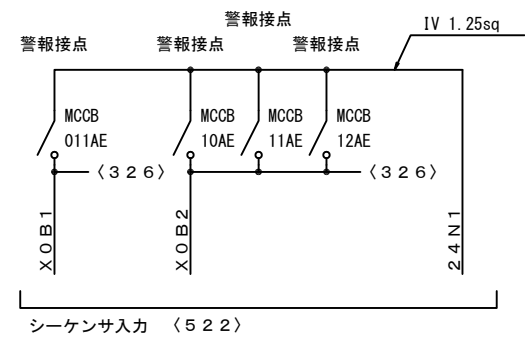 警報接点
IV 1.25sq
警報接点
警報接点
警報接点
MCCB
011AE
MCCB
10AE
MCCB
11AE
MCCB
12AE
〈326〉
〈326〉
X0B1
X0B2
24N1
シーケンサ入力 〈522〉